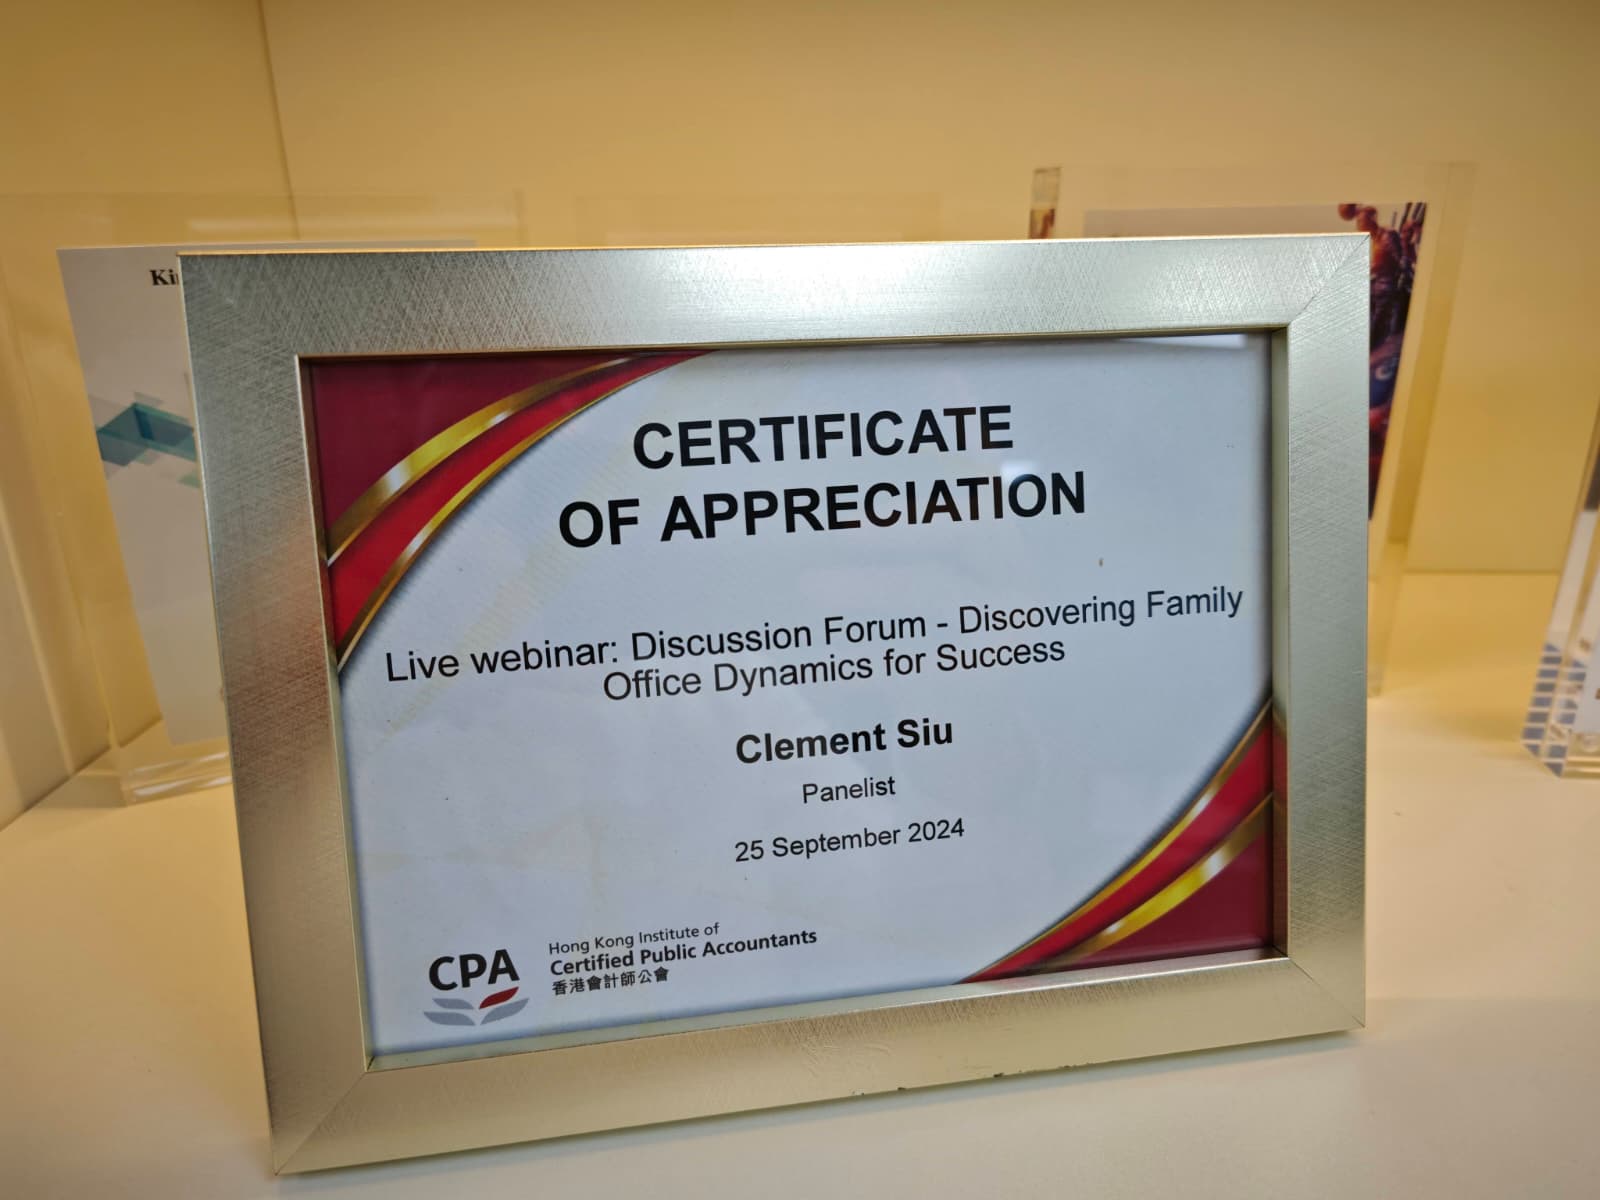 CERTIFICATE
OF APPRECIATION
Live webinar: Discussion Forum - Discovering Family
Office Dynamics for Success
Clement Siu
Panelist
25 September 2024
CPA
Hong Kong Institute of
Certified Public Accountants
香港會計師公會